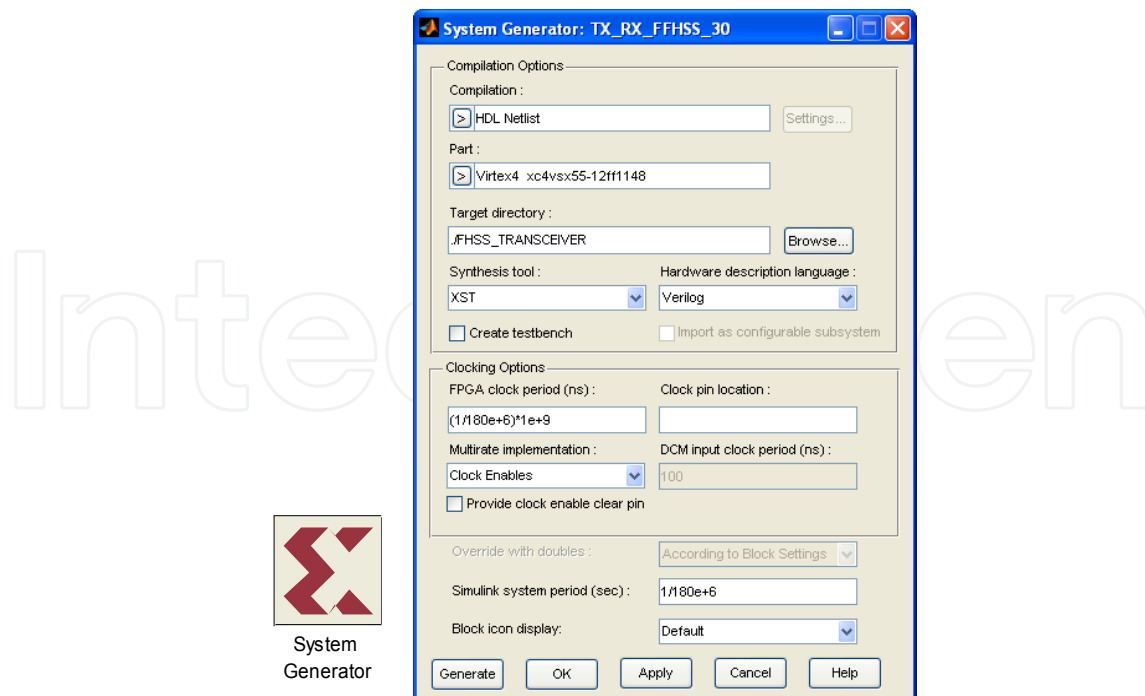 System Generator: TX_RX_FFHSS_30
Compilation Options
Compilation :
> HDL Netlist
Settings...
Part :
> Virtex4 xc4vsx55-12ff1148
Target directory :
./FHSS_TRANSCEIVER
Browse...
Synthesis tool : Hardware description language :
XST Verilog
Create testbench Import as configurable subsystem
Clocking Options
FPGA clock period (ns) : Clock pin location :
(1/180e+6)*1e+9
Multirate implementation : DCM input clock period (ns) :
Clock Enables 100
Provide clock enable clear pin
Override with doubles : According to Block Settings
Simulink system period (sec) : 1/180e+6
Block icon display: Default
Generate OK Apply Cancel Help
System
Generator